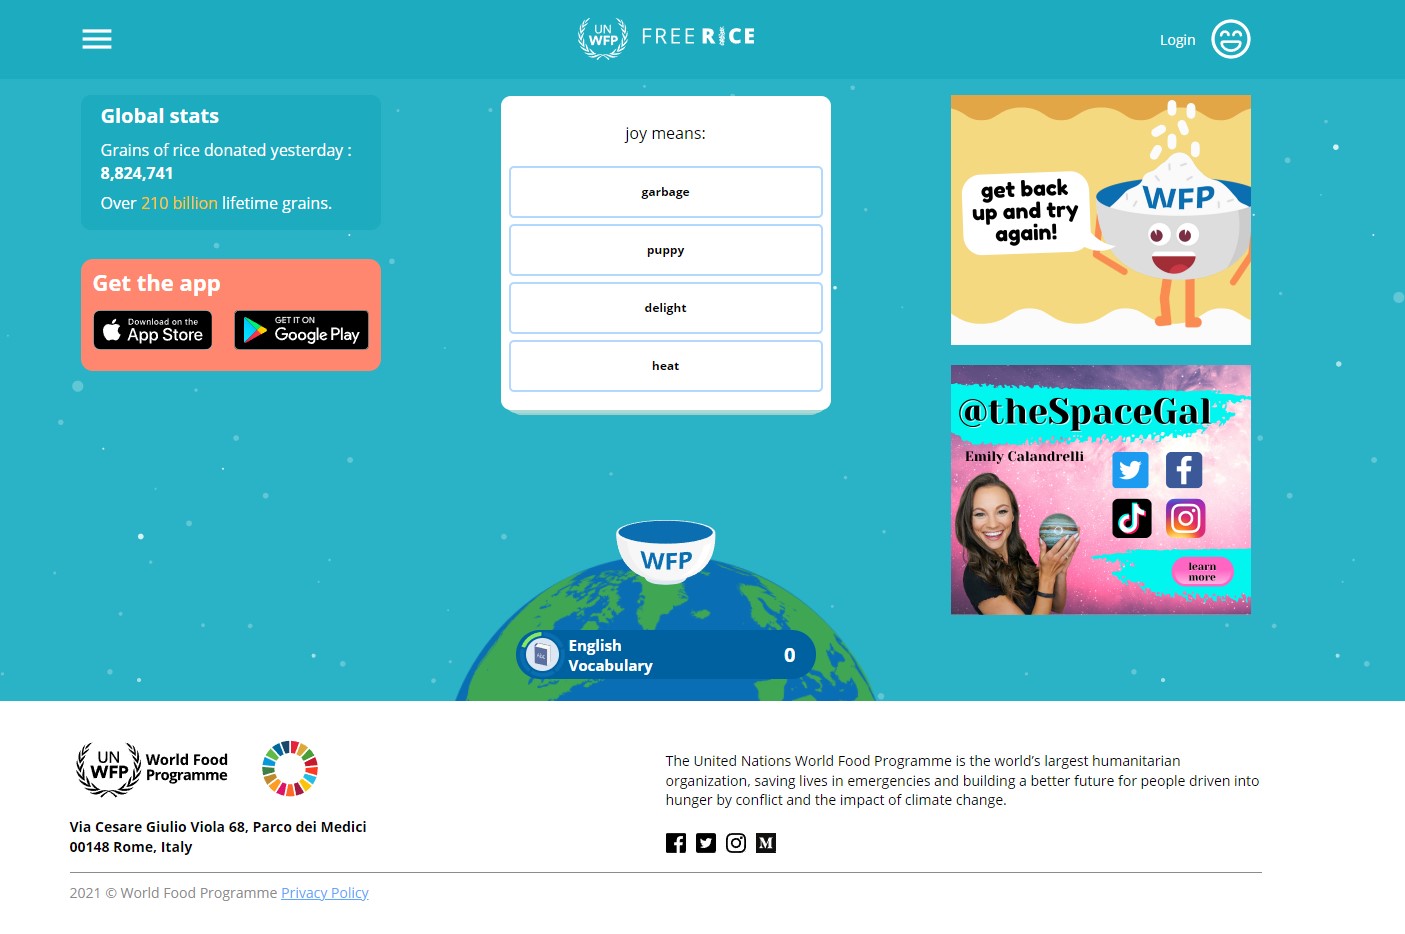 UN
WFP
FREE RICE
Login
Global stats
Grains of rice donated yesterday :
8,824,741
Over 210 billion lifetime grains.
Get the app
Download on the
App Store
GET IT ON
Google Play
joy means:
garbage
puppy
delight
heat
get back
up and try
again!
WFP
@theSpaceGal
Emily Calandrelli
learn
more
WFP
English
Vocabulary
0
UN
WFP
World Food
Programme
Via Cesare Giulio Viola 68, Parco dei Medici
00148 Rome, Italy
The United Nations World Food Programme is the world’s largest humanitarian
organization, saving lives in emergencies and building a better future for people driven into
hunger by conflict and the impact of climate change.
2021 © World Food Programme Privacy Policy